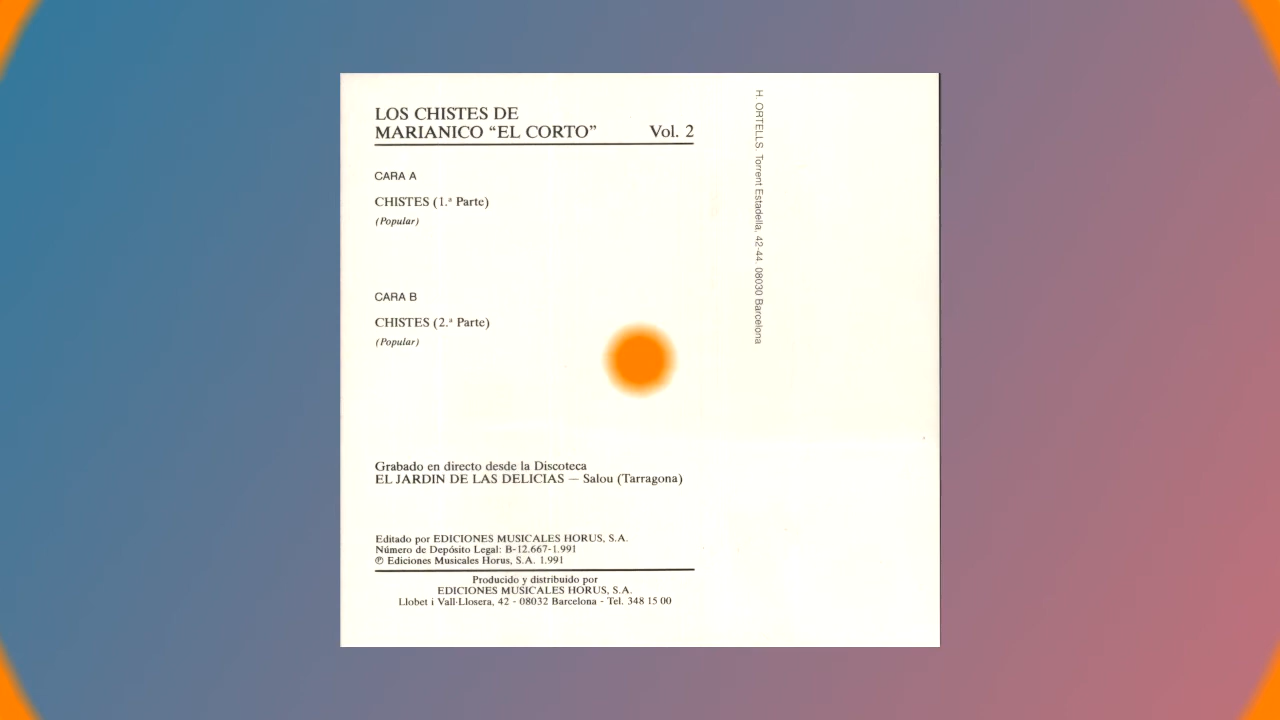 LOS CHISTES DE
MARIANICO “EL CORTO” Vol. 2
CARA A
CHISTES (1.ª Parte)
(Popular)
CARA B
CHISTES (2.ª Parte)
(Popular)
Grabado en directo desde la Discoteca
EL JARDIN DE LAS DELICIAS — Salou (Tarragona)
Editado por EDICIONES MUSICALES HORUS, S.A.
Número de Depósito Legal: B-12.667-1.991
℗ Ediciones Musicales Horus, S.A. 1.991
Producido y distribuido por
EDICIONES MUSICALES HORUS, S.A.
Llobet i Vall-Llosera, 42 - 08032 Barcelona - Tel. 348 15 00
H. ORTELLS. Torrent Estadella, 42-44. 08030 Barcelona